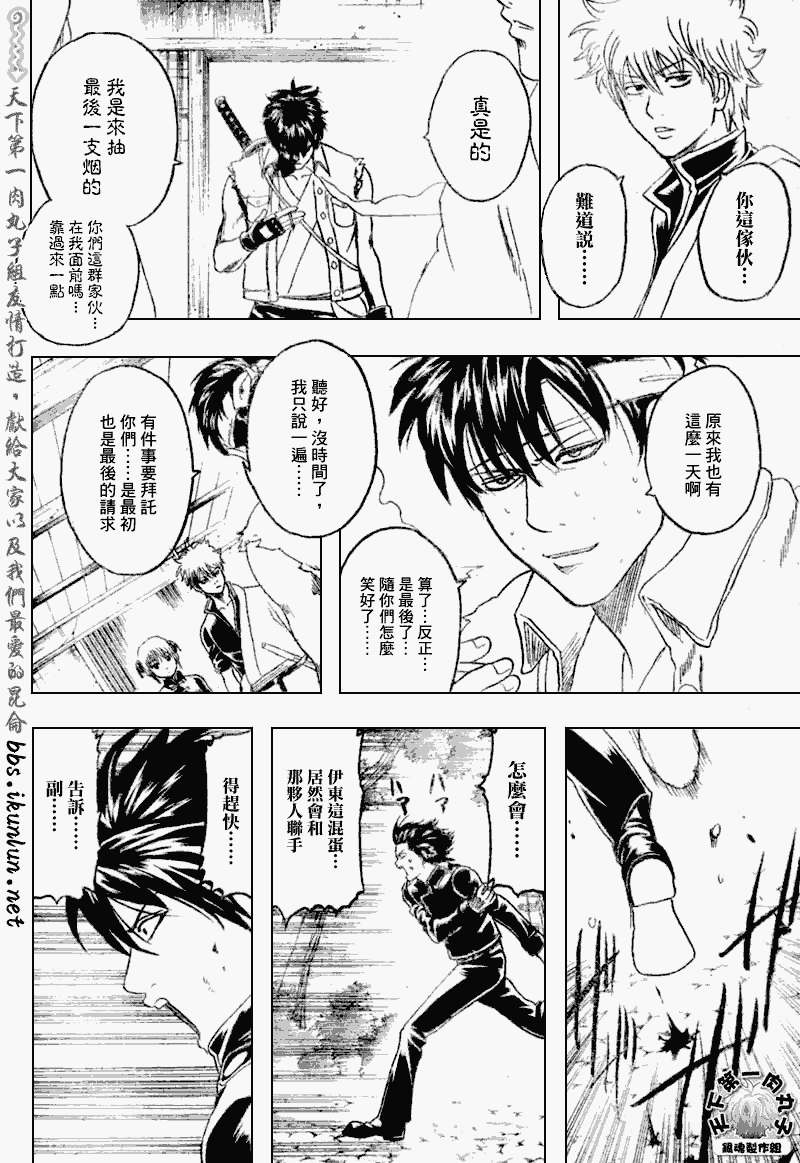 你這傢伙…
難道説……
真是的
我是來抽
最後一支烟的
你們這群家伙…
在我面前嗎…
靠過來一點
原來我也有
這麼一天啊
算了…反正…
是最後了…
隨你們怎麼
笑好了……
聽好，沒時間了，
我只說一遍……
有件事要拜託
你們……是最初
也是最後的請求
怎麼會……
伊東這混蛋…
居然會和
那夥人聯手
得趕快……
告訴……
副……
天下第一肉丸子組友情打造，獻給大家以及我們最愛的昆侖 bbs.ikunlun.net
天下第一肉丸子
銀魂製作組